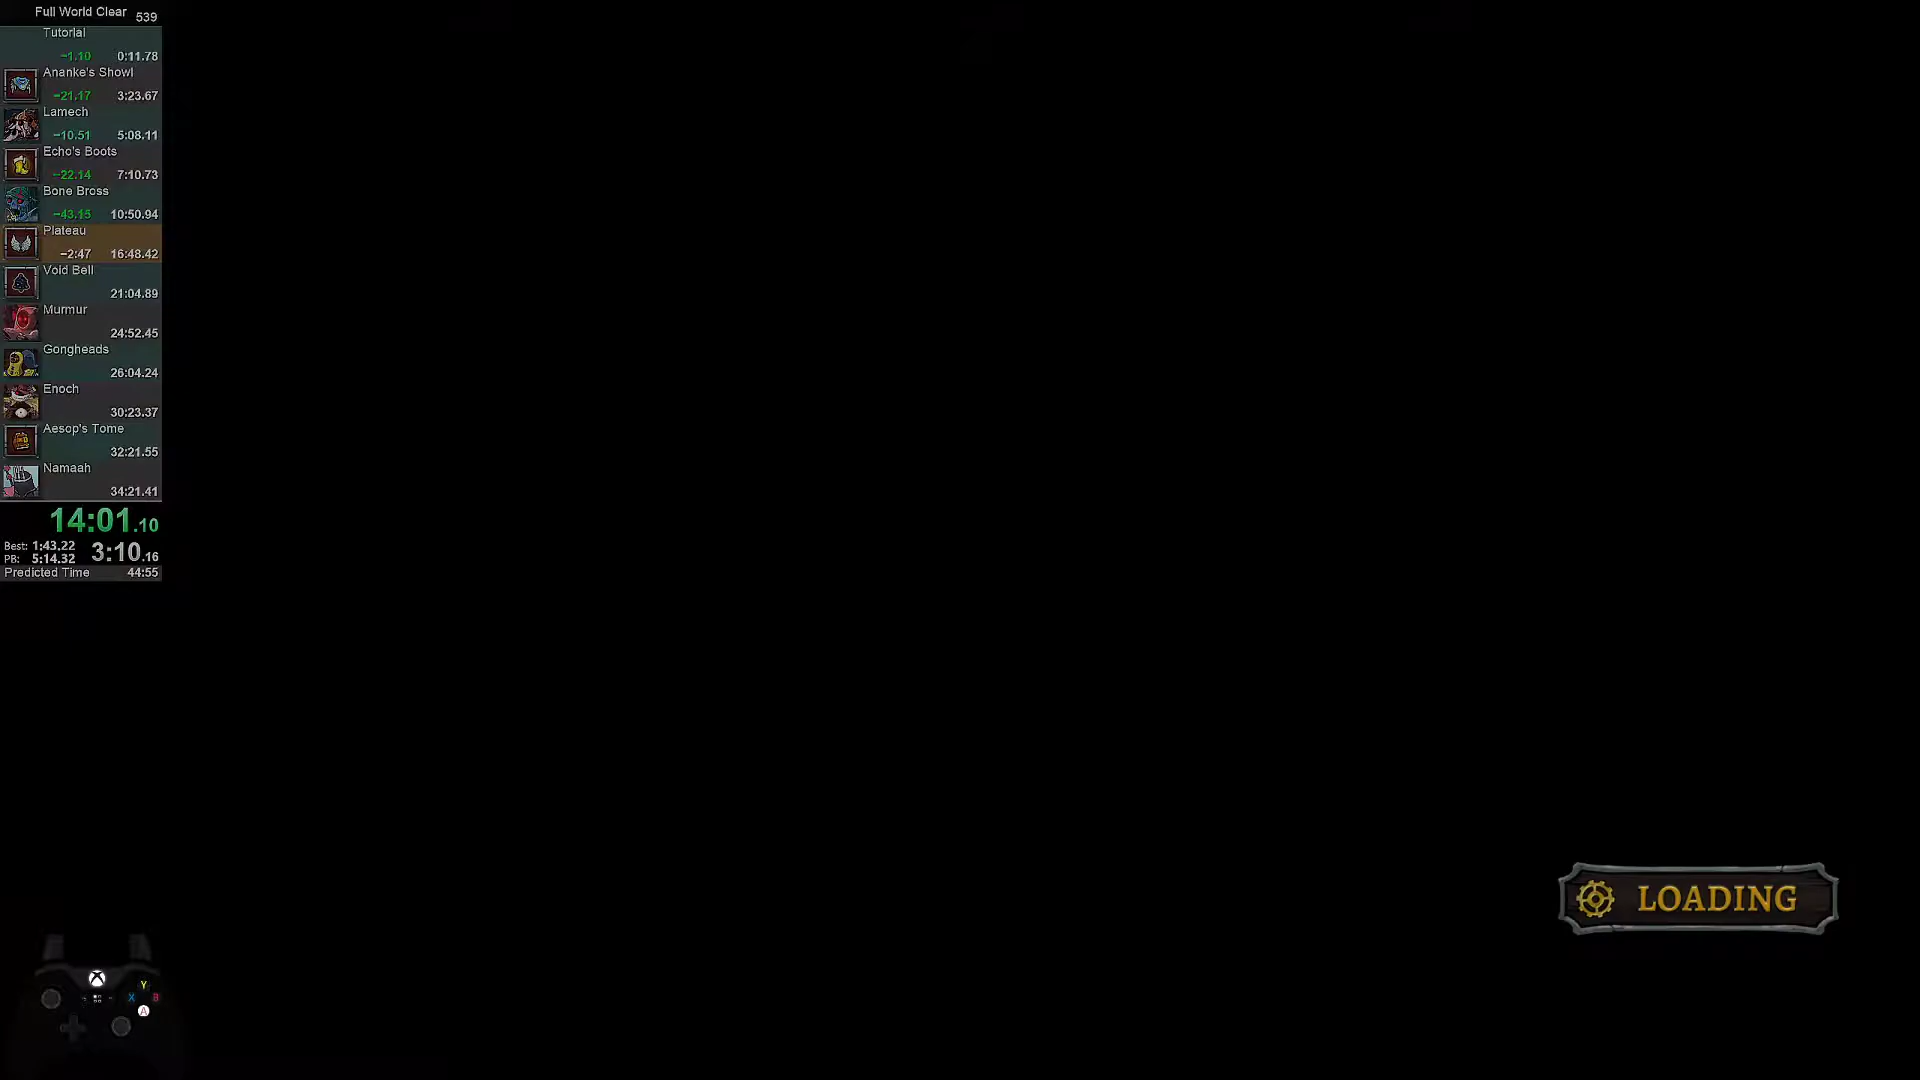 Full World Clear 539
Tutorial
−1.10 0:11.78
Ananke's Showl
−21.17 3:23.67
Lamech
−10.51 5:08.11
Echo's Boots
−22.14 7:10.73
Bone Bross
−43.15 10:50.94
Plateau
−2:47 16:48.42
Void Bell
21:04.89
Murmur
24:52.45
Gongheads
26:04.24
Enoch
30:23.37
Aesop's Tome
32:21.55
Namaah
34:21.41
14:01.10
Best: 1:43.22
PB: 5:14.32
3:10.16
Predicted Time 44:55
LOADING
Y
X B
A